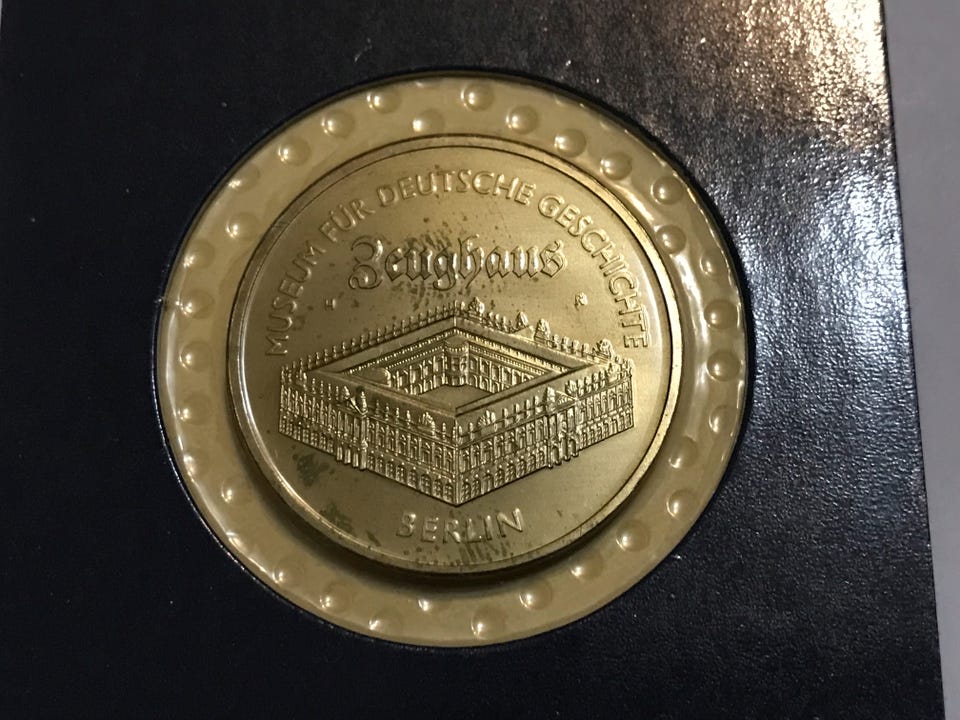 MUSEUM FÜR DEUTSCHE GESCHICHTE
Zeughaus
BERLIN